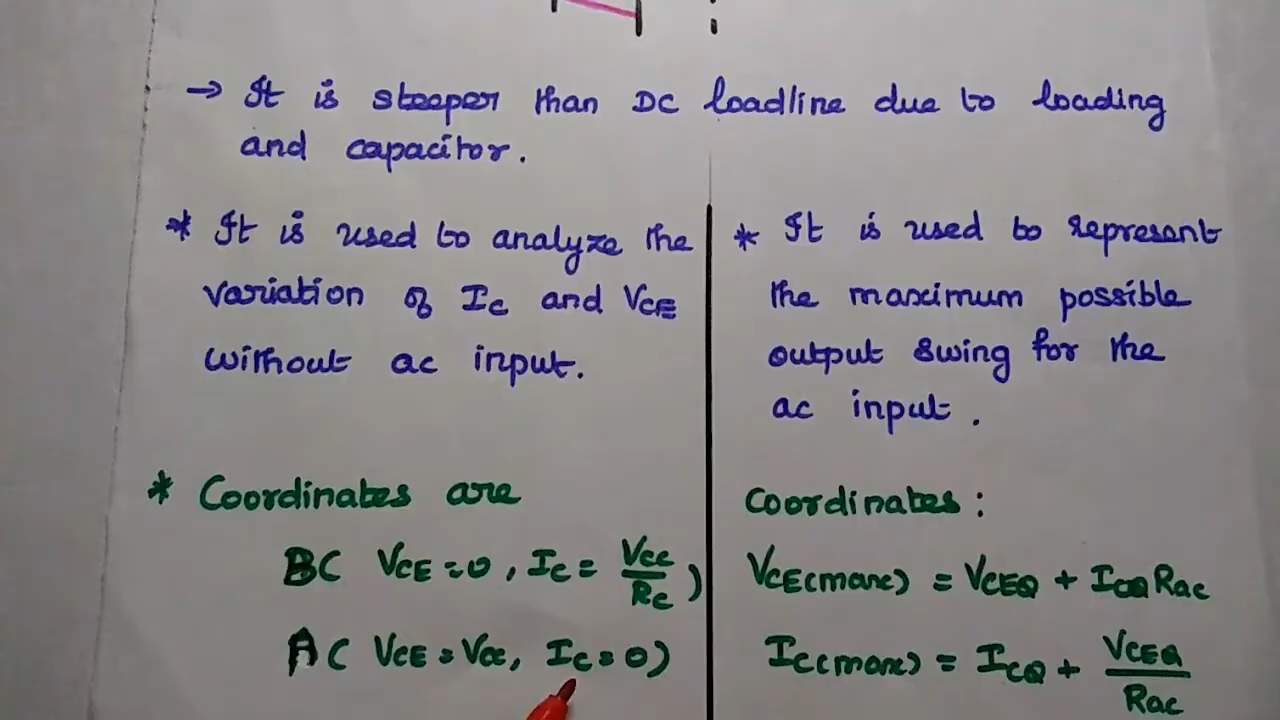 → It is steeper than DC loadline due to loading
and capacitor.
* It is used to analyze the
variation of Ic and VCE
without ac input.
* Coordinates are
B( VCE = 0, Ic = Vcc/Rc)
A( VCE = Vcc, Ic = 0)
* It is used to represent
the maximum possible
output swing for the
ac input.
Coordinates:
VCE(max) = VCEQ + ICQ Rac
IC(max) = ICQ + VCEQ/Rac